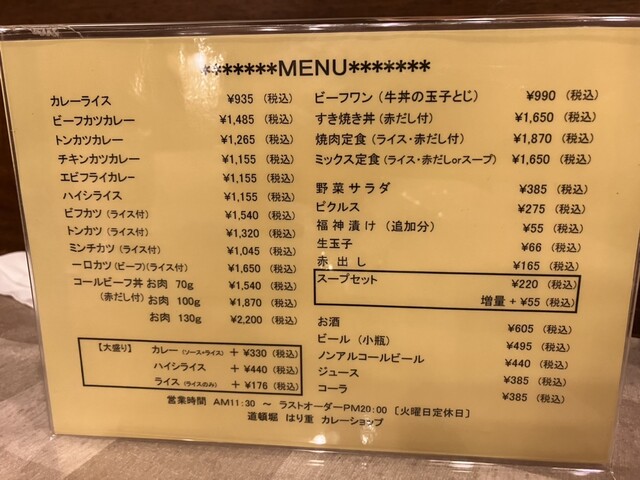 *******MENU*******
カレーライス ¥935 (税込)
ビーフカツカレー ¥1,485 (税込)
トンカツカレー ¥1,265 (税込)
チキンカツカレー ¥1,155 (税込)
エビフライカレー ¥1,155 (税込)
ハイシライス ¥1,155 (税込)
ビフカツ (ライス付) ¥1,540 (税込)
トンカツ (ライス付) ¥1,320 (税込)
ミンチカツ (ライス付) ¥1,045 (税込)
一口カツ (ビーフ)(ライス付) ¥1,650 (税込)
コールビーフ丼 お肉 70g ¥1,540 (税込)
(赤だし付) お肉 100g ¥1,870 (税込)
お肉 130g ¥2,200 (税込)
【大盛り】 カレー (ソース+ライス) + ¥330 (税込)
ハイシライス + ¥440 (税込)
ライス (ライスのみ) + ¥176 (税込)
ビーフワン (牛丼の玉子とじ) ¥990 (税込)
すき焼き丼 (赤だし付) ¥1,650 (税込)
焼肉定食 (ライス・赤だし付) ¥1,870 (税込)
ミックス定食 (ライス・赤だしorスープ) ¥1,650 (税込)
野菜サラダ ¥385 (税込)
ピクルス ¥275 (税込)
福神漬け (追加分) ¥55 (税込)
生玉子 ¥66 (税込)
赤出し ¥165 (税込)
スープセット ¥220 (税込)
増量 + ¥55 (税込)
お酒 ¥605 (税込)
ビール (小瓶) ¥495 (税込)
ノンアルコールビール ¥440 (税込)
ジュース ¥385 (税込)
コーラ ¥385 (税込)
営業時間 AM11:30 ～ ラストオーダーPM20:00 [火曜日定休日]
道頓堀 はり重 カレーショップ